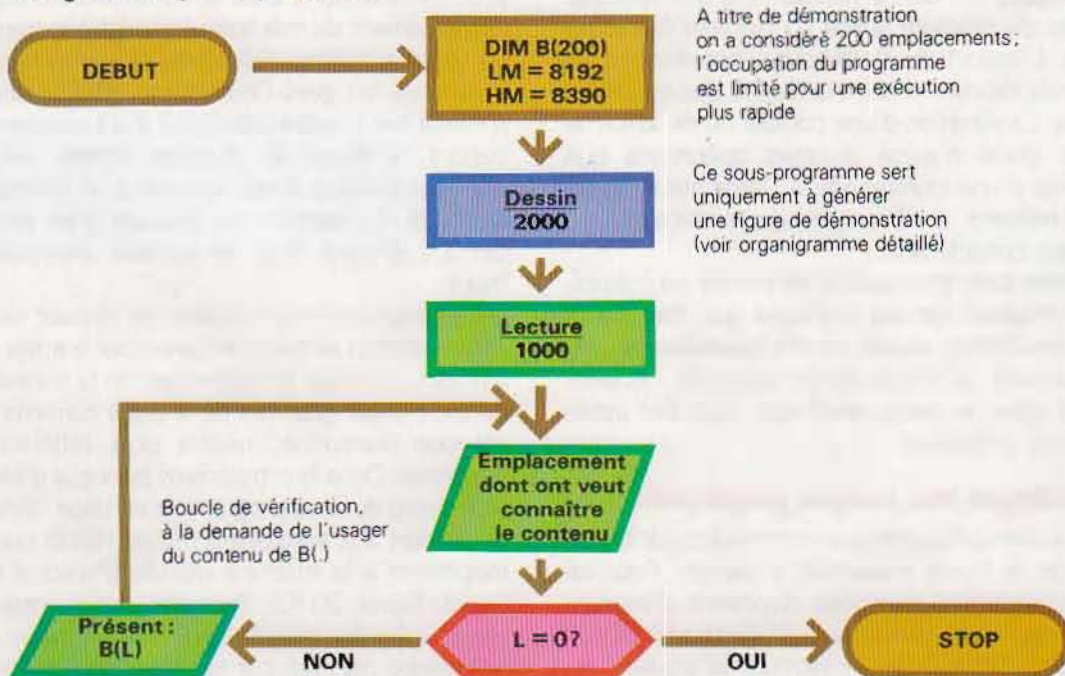 DEBUT
DIM B(200)
LM = 8192
HM = 8390
A titre de démonstration
on a considéré 200 emplacements;
l'occupation du programme
est limité pour une exécution
plus rapide
Dessin
2000
Ce sous-programme sert
uniquement à générer
une figure de démonstration
(voir organigramme détaillé)
Lecture
1000
Emplacement
dont ont veut
connaître
le contenu
Boucle de vérification,
à la demande de l'usager
du contenu de B(.)
Présent :
B(L)
NON
L = 0?
OUI
STOP